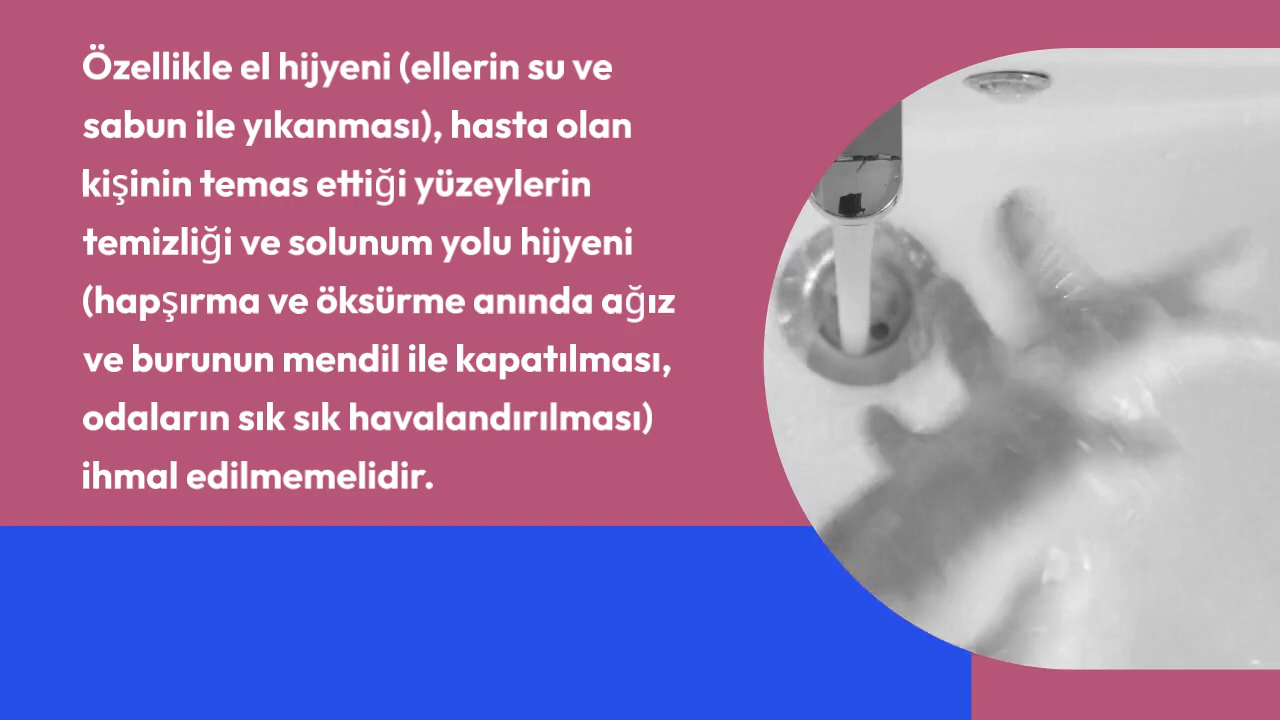 Özellikle el hijyeni (ellerin su ve
sabun ile yıkanması), hasta olan
kişinin temas ettiği yüzeylerin
temizliği ve solunum yolu hijyeni
(hapşırma ve öksürme anında ağız
ve burunun mendil ile kapatılması,
odaların sık sık havalandırılması)
ihmal edilmemelidir.